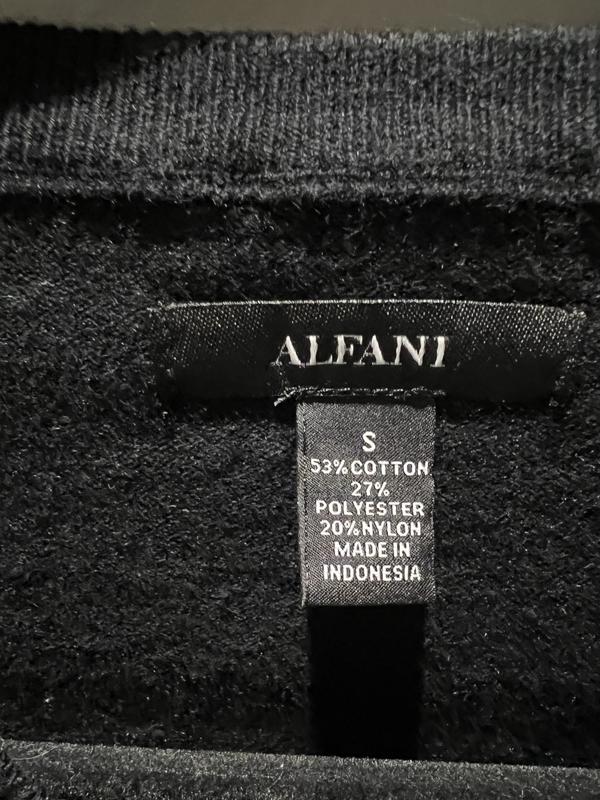 ALFANI
S
53%COTTON
27%
POLYESTER
20%NYLON
MADE IN
INDONESIA